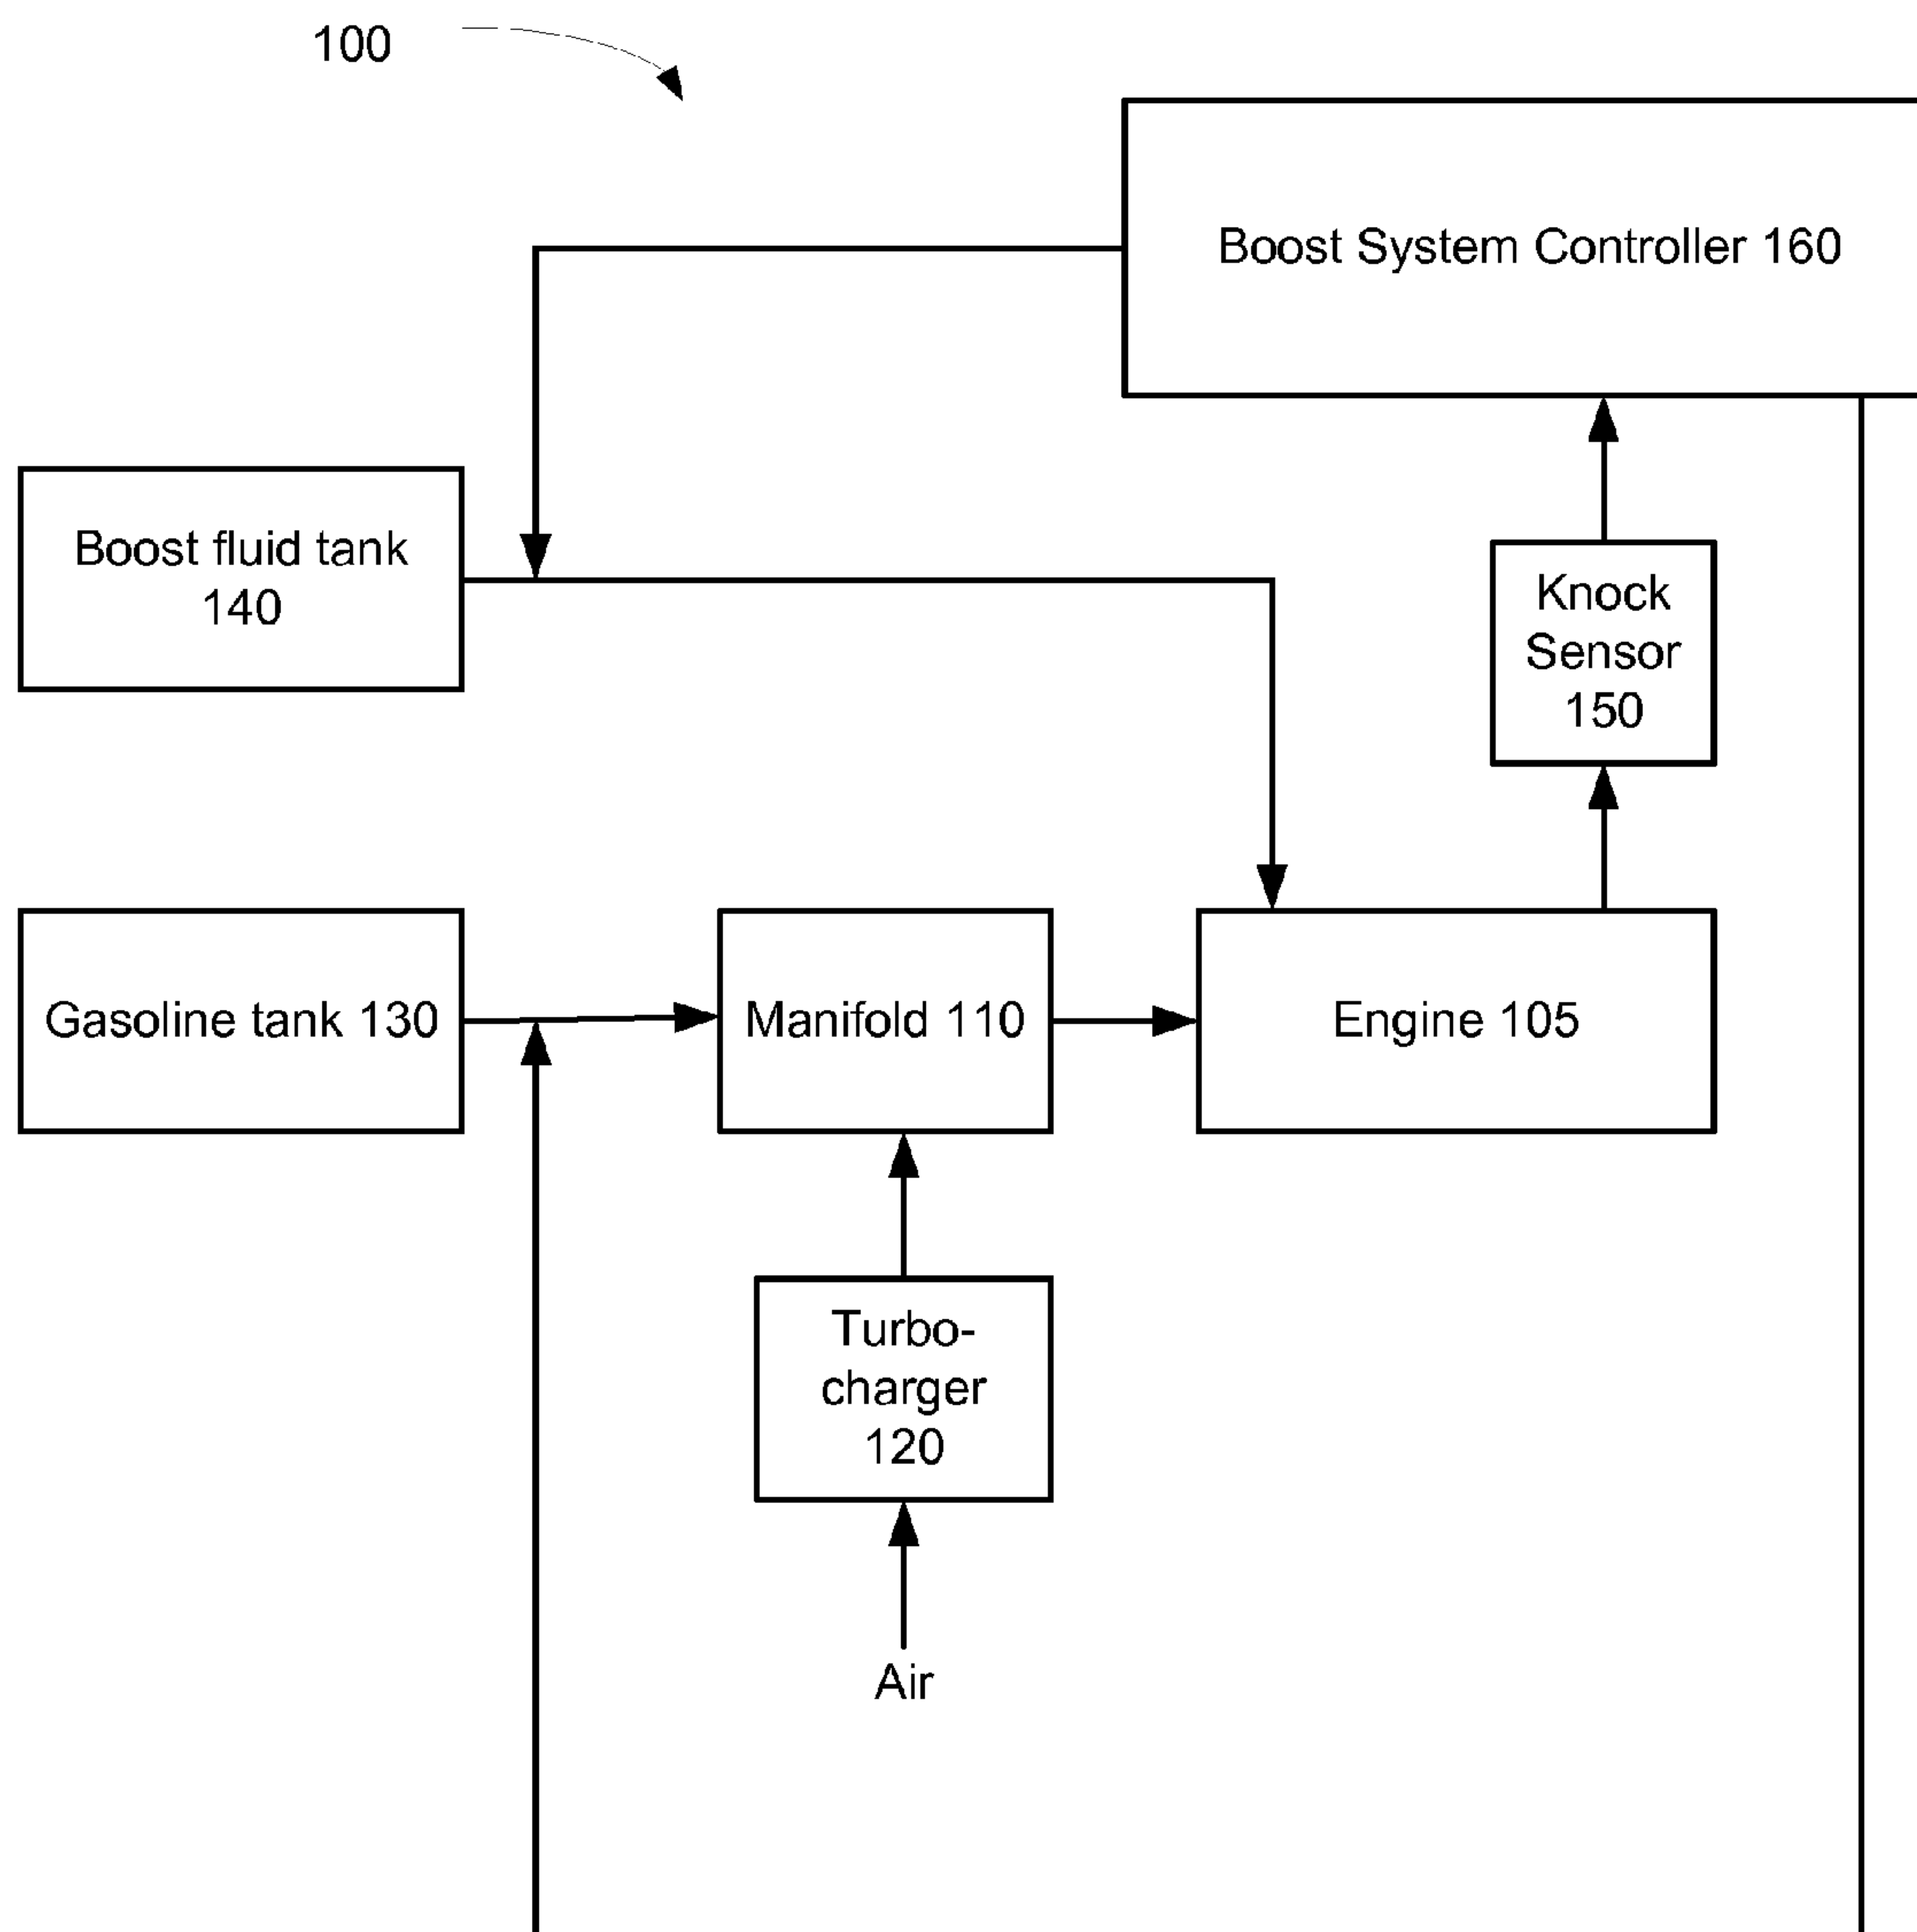 100
Boost System Controller 160
Boost fluid tank
140
Knock
Sensor
150
Gasoline tank 130
Manifold 110
Engine 105
Turbo-
charger
120
Air